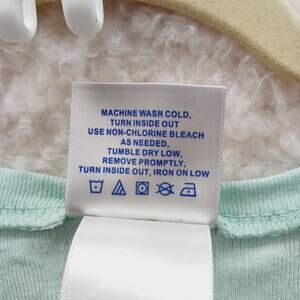 MACHINE WASH COLD,
TURN INSIDE OUT
USE NON-CHLORINE BLEACH
AS NEEDED,
TUMBLE DRY LOW,
REMOVE PROMPTLY,
TURN INSIDE OUT, IRON ON LOW